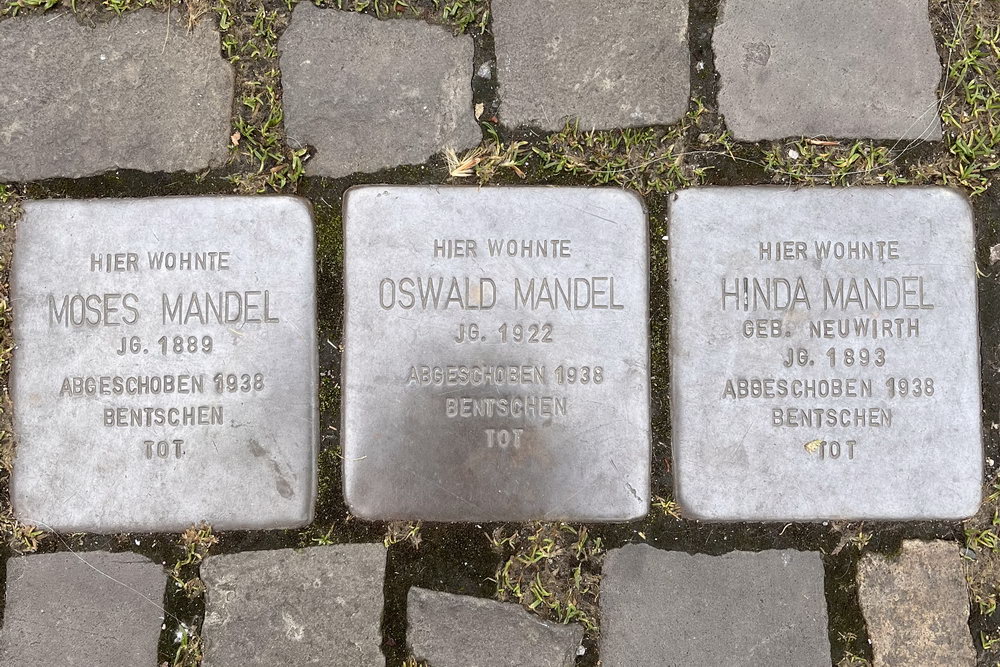 HIER WOHNTE
MOSES MANDEL
JG. 1889
ABGESCHOBEN 1938
BENTSCHEN
TOT
HIER WOHNTE
OSWALD MANDEL
JG. 1922
ABGESCHOBEN 1938
BENTSCHEN
TOT
HIER WOHNTE
HINDA MANDEL
GEB. NEUWIRTH
JG. 1893
ABBESCHOBEN 1938
BENTSCHEN
TOT